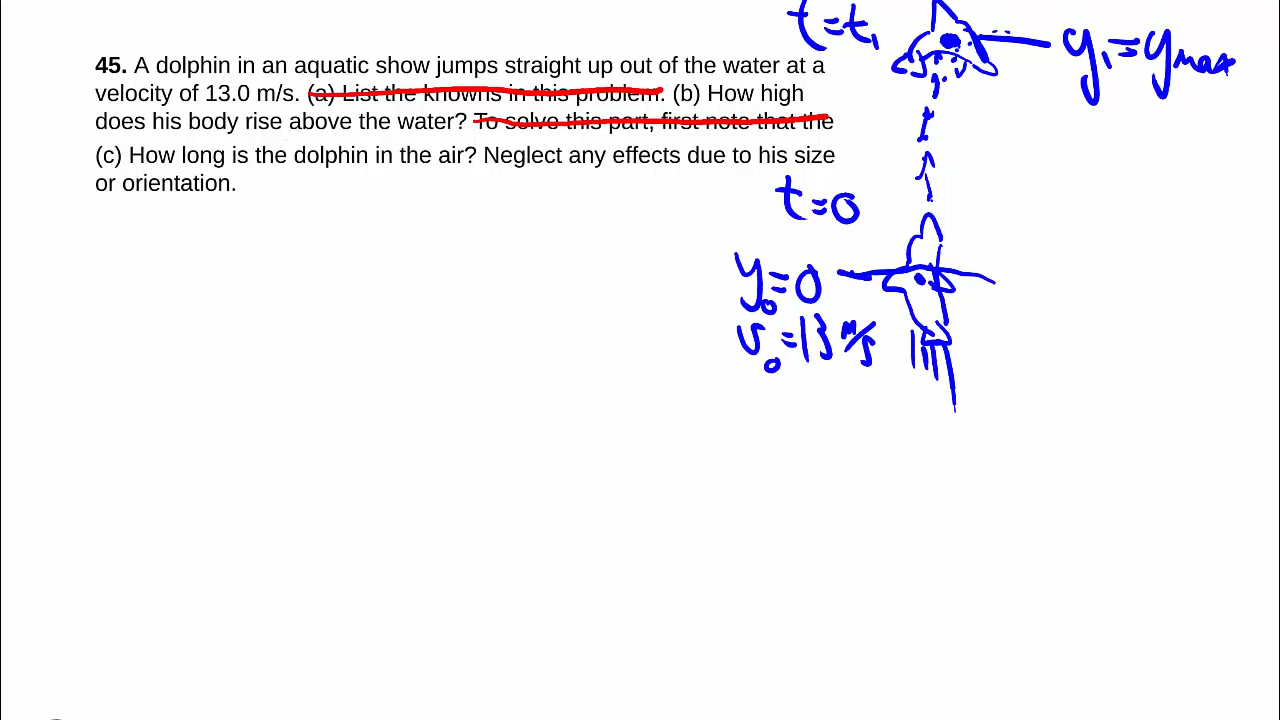 t=t₁
y₁=yₘₐₓ
45. A dolphin in an aquatic show jumps straight up out of the water at a
velocity of 13.0 m/s. (a) List the knowns in this problem. (b) How high
does his body rise above the water? To solve this part, first note that the
(c) How long is the dolphin in the air? Neglect any effects due to his size
or orientation.
t=0
y₀=0
v₀=13 m/s